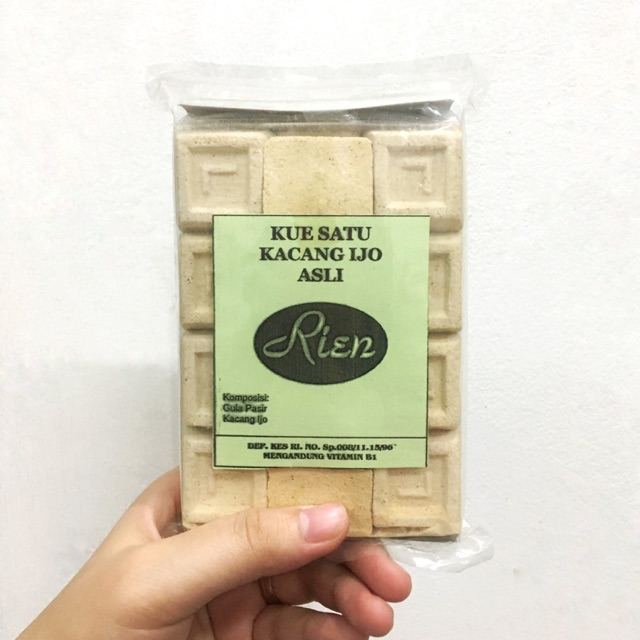 KUE SATU
KACANG IJO
ASLI
Rien
Komposisi:
Gula Pasir
Kacang Ijo
DEP. KES RI. NO. Sp.098/11.15/96
MENGANDUNG VITAMIN B1